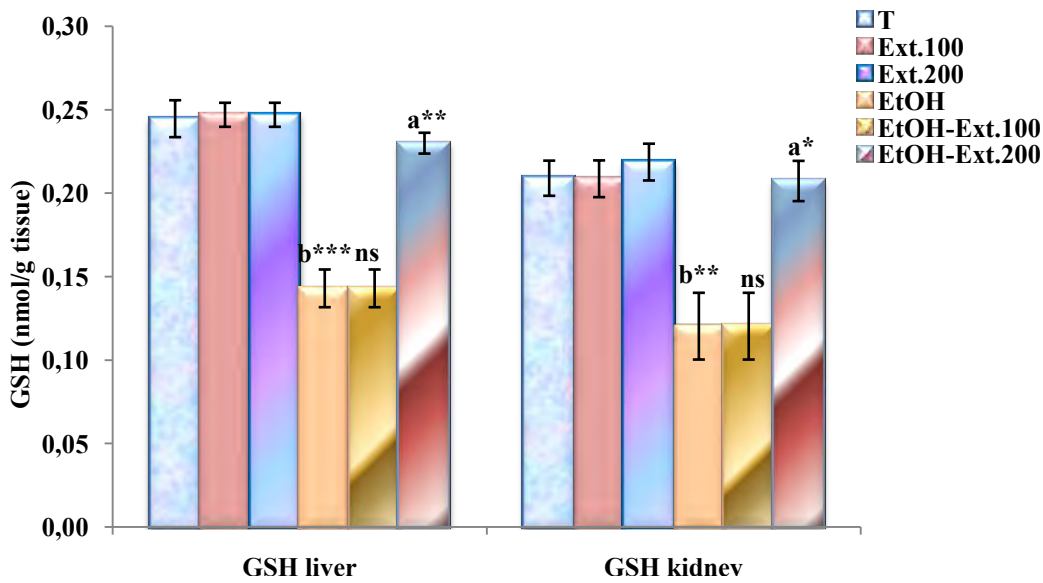 0,30
0,25
0,20
0,15
0,10
0,05
0,00
GSH (nmol/g tissue)
b*** ns
a**
b**
ns
a*
GSH liver
GSH kidney
T
Ext.100
Ext.200
EtOH
EtOH-Ext.100
EtOH-Ext.200